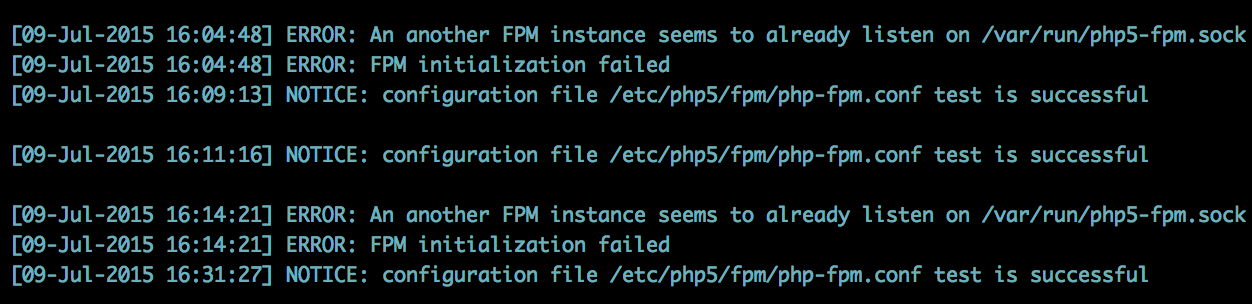 [09-Jul-2015 16:04:48] ERROR: An another FPM instance seems to already listen on /var/run/php5-fpm.sock
[09-Jul-2015 16:04:48] ERROR: FPM initialization failed
[09-Jul-2015 16:09:13] NOTICE: configuration file /etc/php5/fpm/php-fpm.conf test is successful
[09-Jul-2015 16:11:16] NOTICE: configuration file /etc/php5/fpm/php-fpm.conf test is successful
[09-Jul-2015 16:14:21] ERROR: An another FPM instance seems to already listen on /var/run/php5-fpm.sock
[09-Jul-2015 16:14:21] ERROR: FPM initialization failed
[09-Jul-2015 16:31:27] NOTICE: configuration file /etc/php5/fpm/php-fpm.conf test is successful